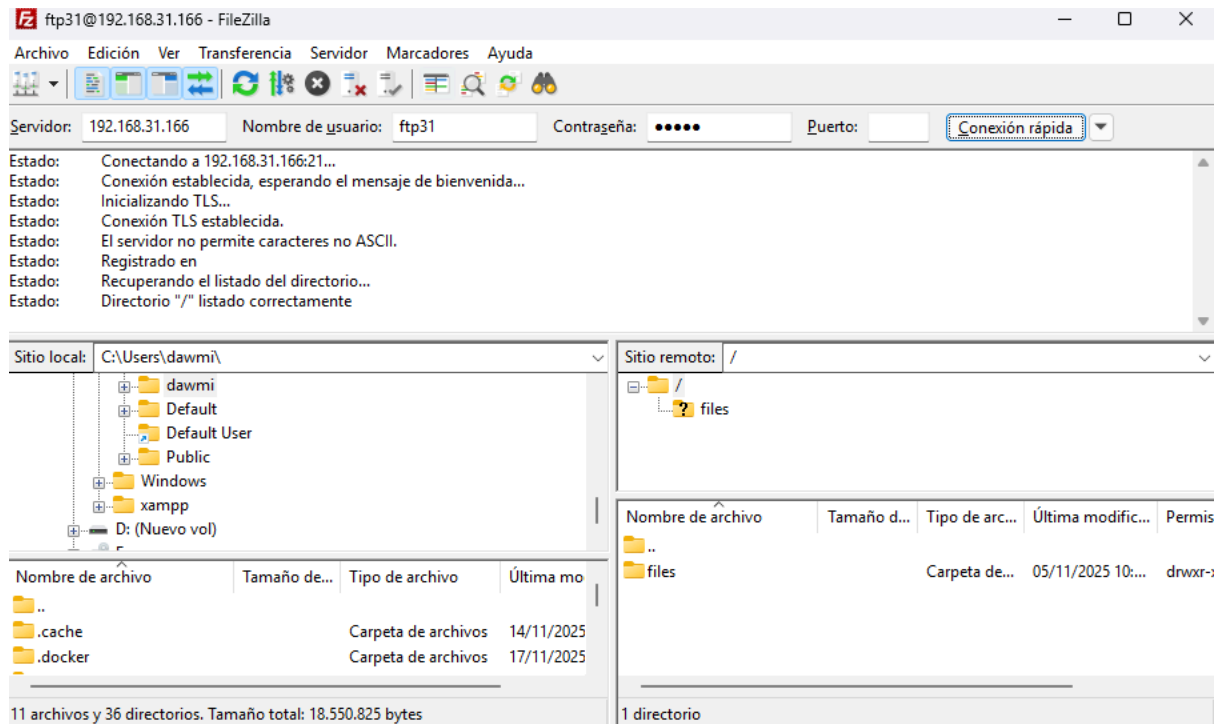 ftp31@192.168.31.166 - FileZilla
Archivo Edición Ver Transferencia Servidor Marcadores Ayuda
Servidor: 192.168.31.166 Nombre de usuario: ftp31 Contraseña: ●●●●● Puerto: Conexión rápida
Estado: Conectando a 192.168.31.166:21...
Estado: Conexión establecida, esperando el mensaje de bienvenida...
Estado: Inicializando TLS...
Estado: Conexión TLS establecida.
Estado: El servidor no permite caracteres no ASCII.
Estado: Registrado en
Estado: Recuperando el listado del directorio...
Estado: Directorio "/" listado correctamente
Sitio local: C:\Users\dawmi\
dawmi
Default
Default User
Public
Windows
xampp
D: (Nuevo vol)
Nombre de archivo Tamaño de... Tipo de archivo Última mo
..
.cache Carpeta de archivos 14/11/2025
.docker Carpeta de archivos 17/11/2025
11 archivos y 36 directorios. Tamaño total: 18.550.825 bytes
Sitio remoto: /
/
? files
Nombre de archivo Tamaño d... Tipo de arc... Última modific... Permis
..
files Carpeta de... 05/11/2025 10:... drwxr-
1 directorio